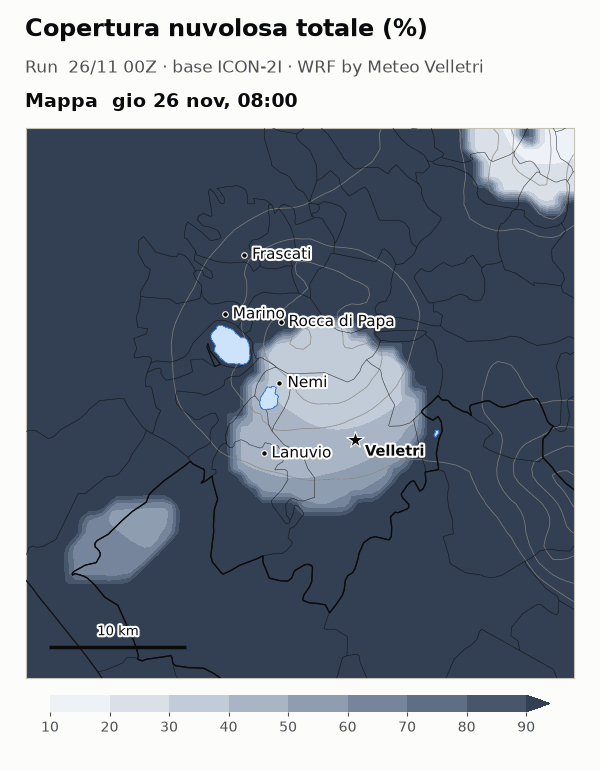 Copertura nuvolosa totale (%)
Run  26/11 00Z · base ICON-2I · WRF by Meteo Velletri
Mappa  gio 26 nov, 08:00
Frascati
Marino
Rocca di Papa
Nemi
Velletri
Lanuvio
10 km
10 20 30 40 50 60 70 80 90